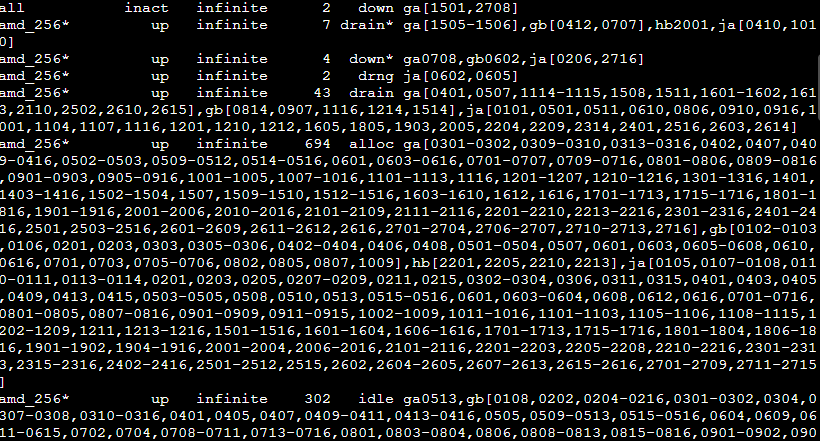 all inact infinite 2 down ga[1501,2708]
amd_256* up infinite 7 drain* ga[1505-1506],gb[0412,0707],hb2001,ja[0410,101
0]
amd_256* up infinite 4 down* ga0708,gb0602,ja[0206,2716]
amd_256* up infinite 2 drng ja[0602,0605]
amd_256* up infinite 43 drain ga[0401,0507,1114-1115,1508,1511,1601-1602,161
3,2110,2502,2610,2615],gb[0814,0907,1116,1214,1514],ja[0101,0501,0511,0610,0806,0910,0916,1
001,1104,1107,1116,1201,1210,1212,1605,1805,1903,2005,2204,2209,2314,2401,2516,2603,2614]
amd_256* up infinite 694 alloc ga[0301-0302,0309-0310,0313-0316,0402,0407,040
9-0416,0502-0503,0509-0512,0514-0516,0601,0603-0616,0701-0707,0709-0716,0801-0806,0809-0816
,0901-0903,0905-0916,1001-1005,1007-1016,1101-1113,1116,1201-1207,1210-1216,1301-1316,1401,
1403-1416,1502-1504,1507,1509-1510,1512-1516,1603-1610,1612,1616,1701-1713,1715-1716,1801-1
816,1901-1916,2001-2006,2010-2016,2101-2109,2111-2116,2201-2210,2213-2216,2301-2316,2401-24
16,2501,2503-2516,2601-2609,2611-2612,2616,2701-2704,2706-2707,2710-2713,2716],gb[0102-0103
,0106,0201,0203,0303,0305-0306,0402-0404,0406,0408,0501-0504,0507,0601,0603,0605-0608,0610,
0616,0701,0703,0705-0706,0802,0805,0807,1009],hb[2201,2205,2210,2213],ja[0105,0107-0108,011
0-0111,0113-0114,0201,0203,0205,0207-0209,0211,0215,0302-0304,0306,0311,0315,0401,0403,0405
,0409,0413,0415,0503-0505,0508,0510,0513,0515-0516,0601,0603-0604,0608,0612,0616,0701-0716,
0801-0805,0807-0816,0901-0909,0911-0915,1002-1009,1011-1016,1101-1103,1105-1106,1108-1115,1
202-1209,1211,1213-1216,1501-1516,1601-1604,1606-1616,1701-1713,1715-1716,1801-1804,1806-18
16,1901-1902,1904-1916,2001-2004,2006-2016,2101-2116,2201-2203,2205-2208,2210-2216,2301-231
3,2315-2316,2402-2416,2501-2512,2515,2602,2604-2605,2607-2613,2615-2616,2701-2709,2711-2715
]
amd_256* up infinite 302 idle ga0513,gb[0108,0202,0204-0216,0301-0302,0304,0
307-0308,0310-0316,0401,0405,0407,0409-0411,0413-0416,0505,0509-0513,0515-0516,0604,0609,06
11-0615,0702,0704,0708-0711,0713-0716,0801,0803-0804,0806,0808-0813,0815-0816,0901-0902,090